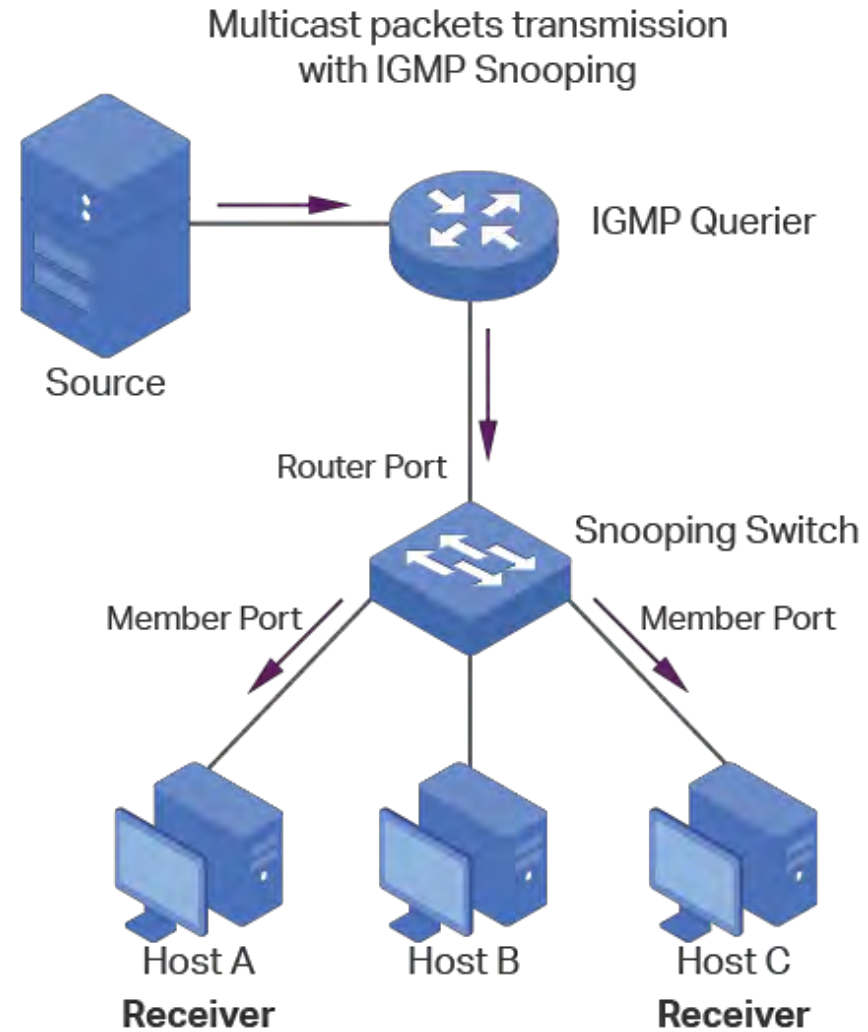 Multicast packets transmission
with IGMP Snooping
IGMP Querier
Source
Router Port
Snooping Switch
Member Port
Member Port
Host A
Host B
Host C
Receiver
Receiver